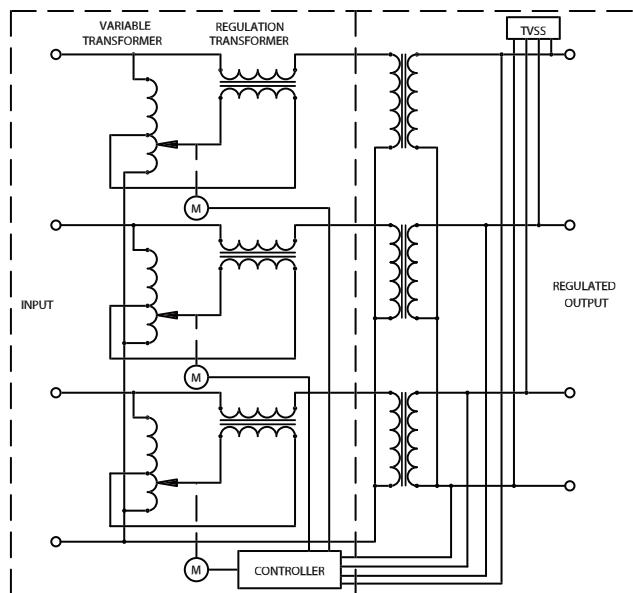 VARIABLE
TRANSFORMER
REGULATION
TRANSFORMER
TVSS
M
INPUT
REGULATED
OUTPUT
M
M
CONTROLLER